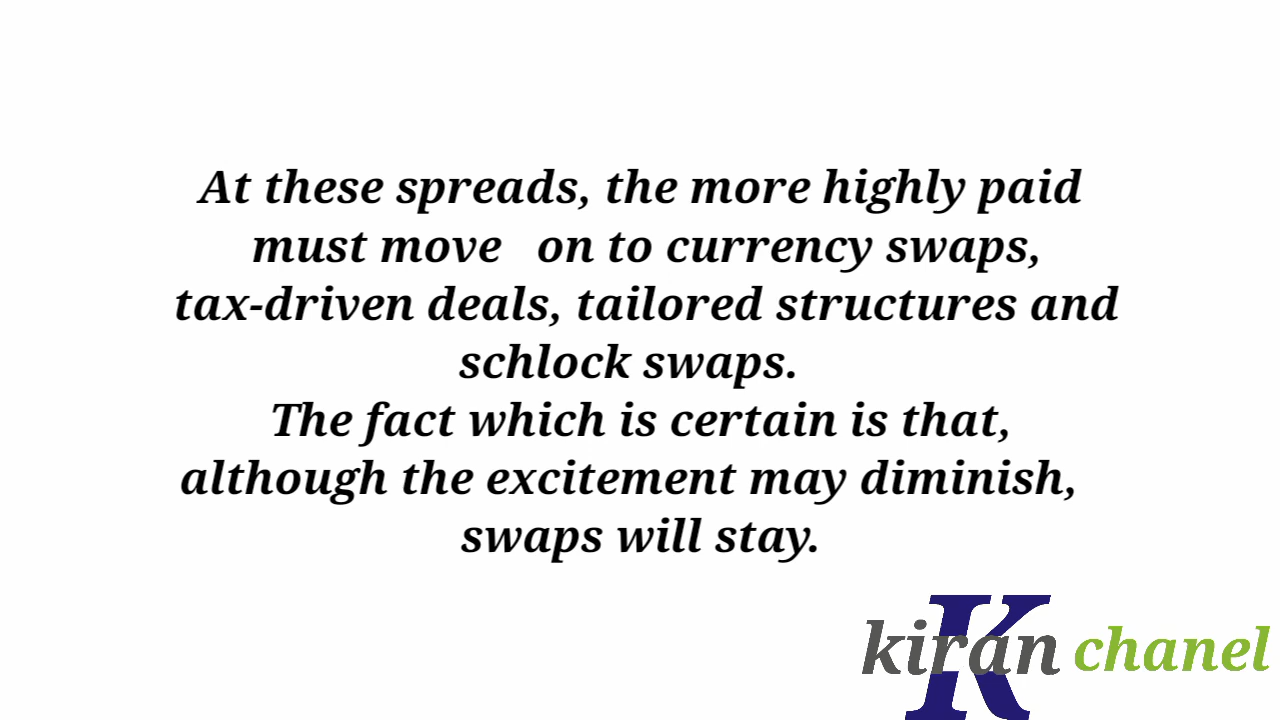 At these spreads, the more highly paid
must move on to currency swaps,
tax-driven deals, tailored structures and
schlock swaps.
The fact which is certain is that,
although the excitement may diminish,
swaps will stay.
K
kiran chanel